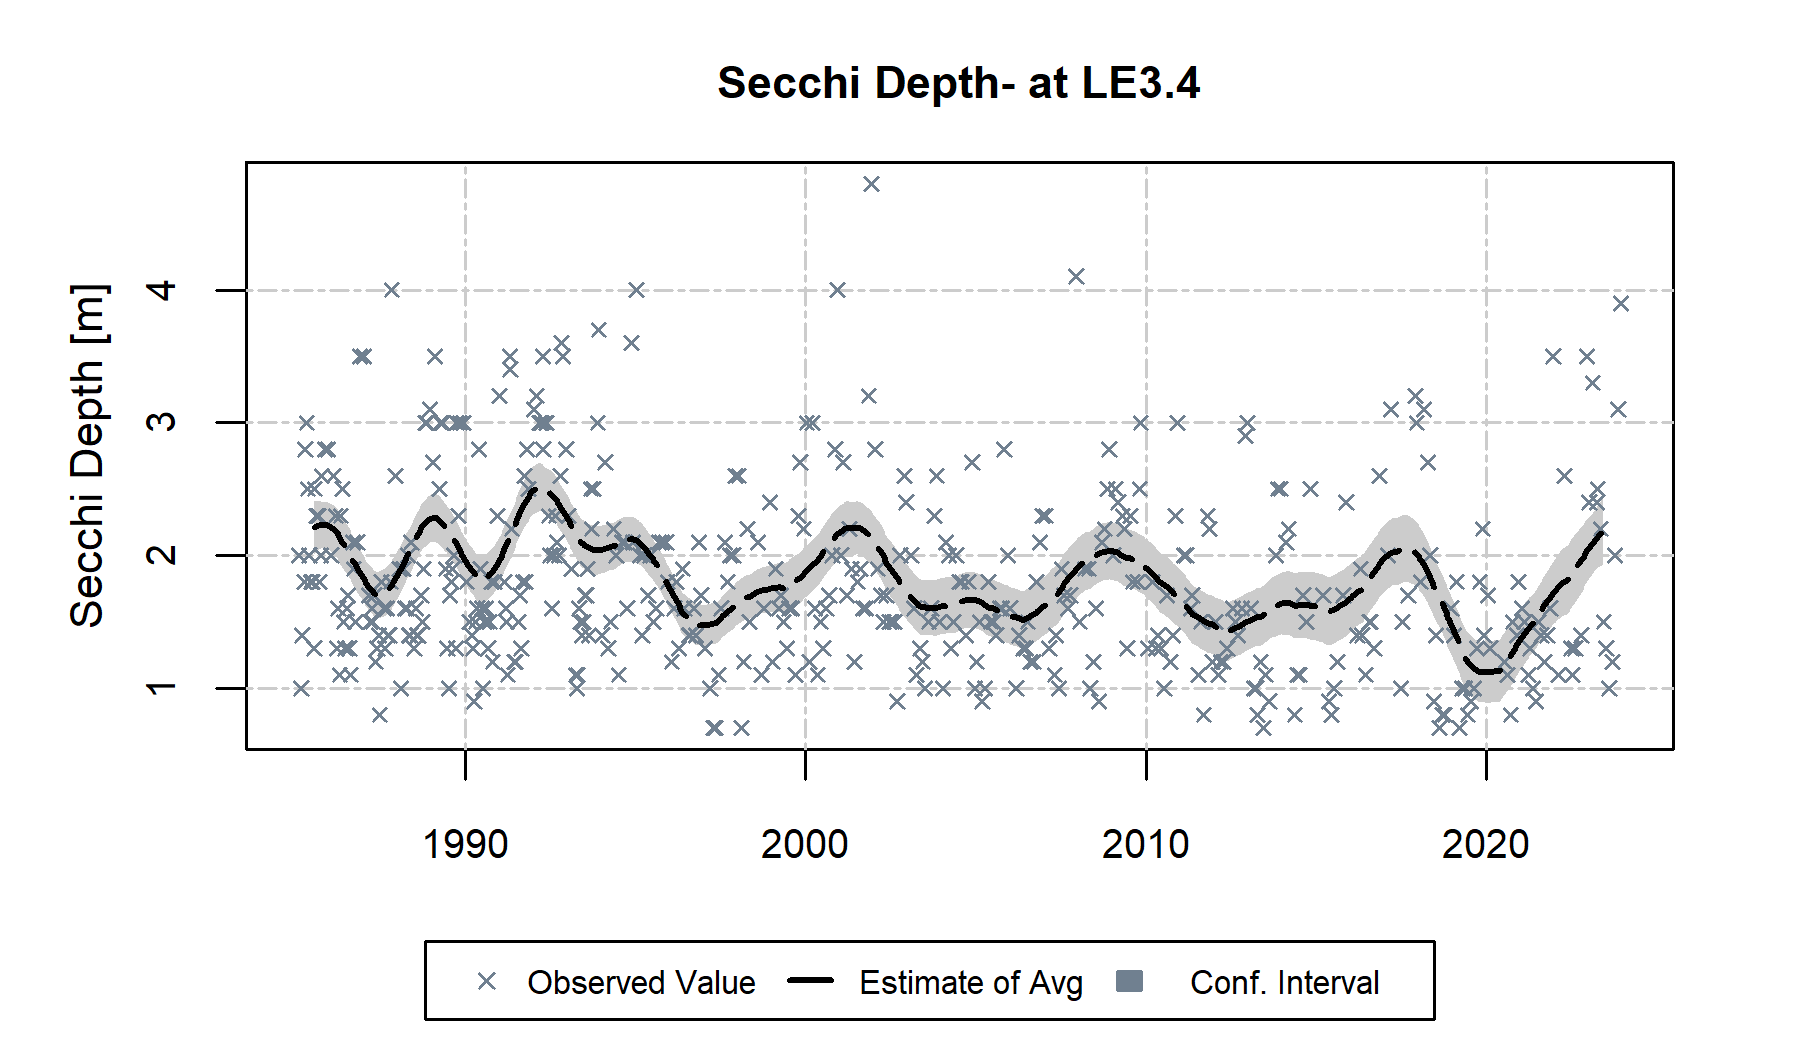 Secchi Depth- at LE3.4
Secchi Depth [m]
4
3
2
1
1990 2000 2010 2020
Observed Value Estimate of Avg Conf. Interval